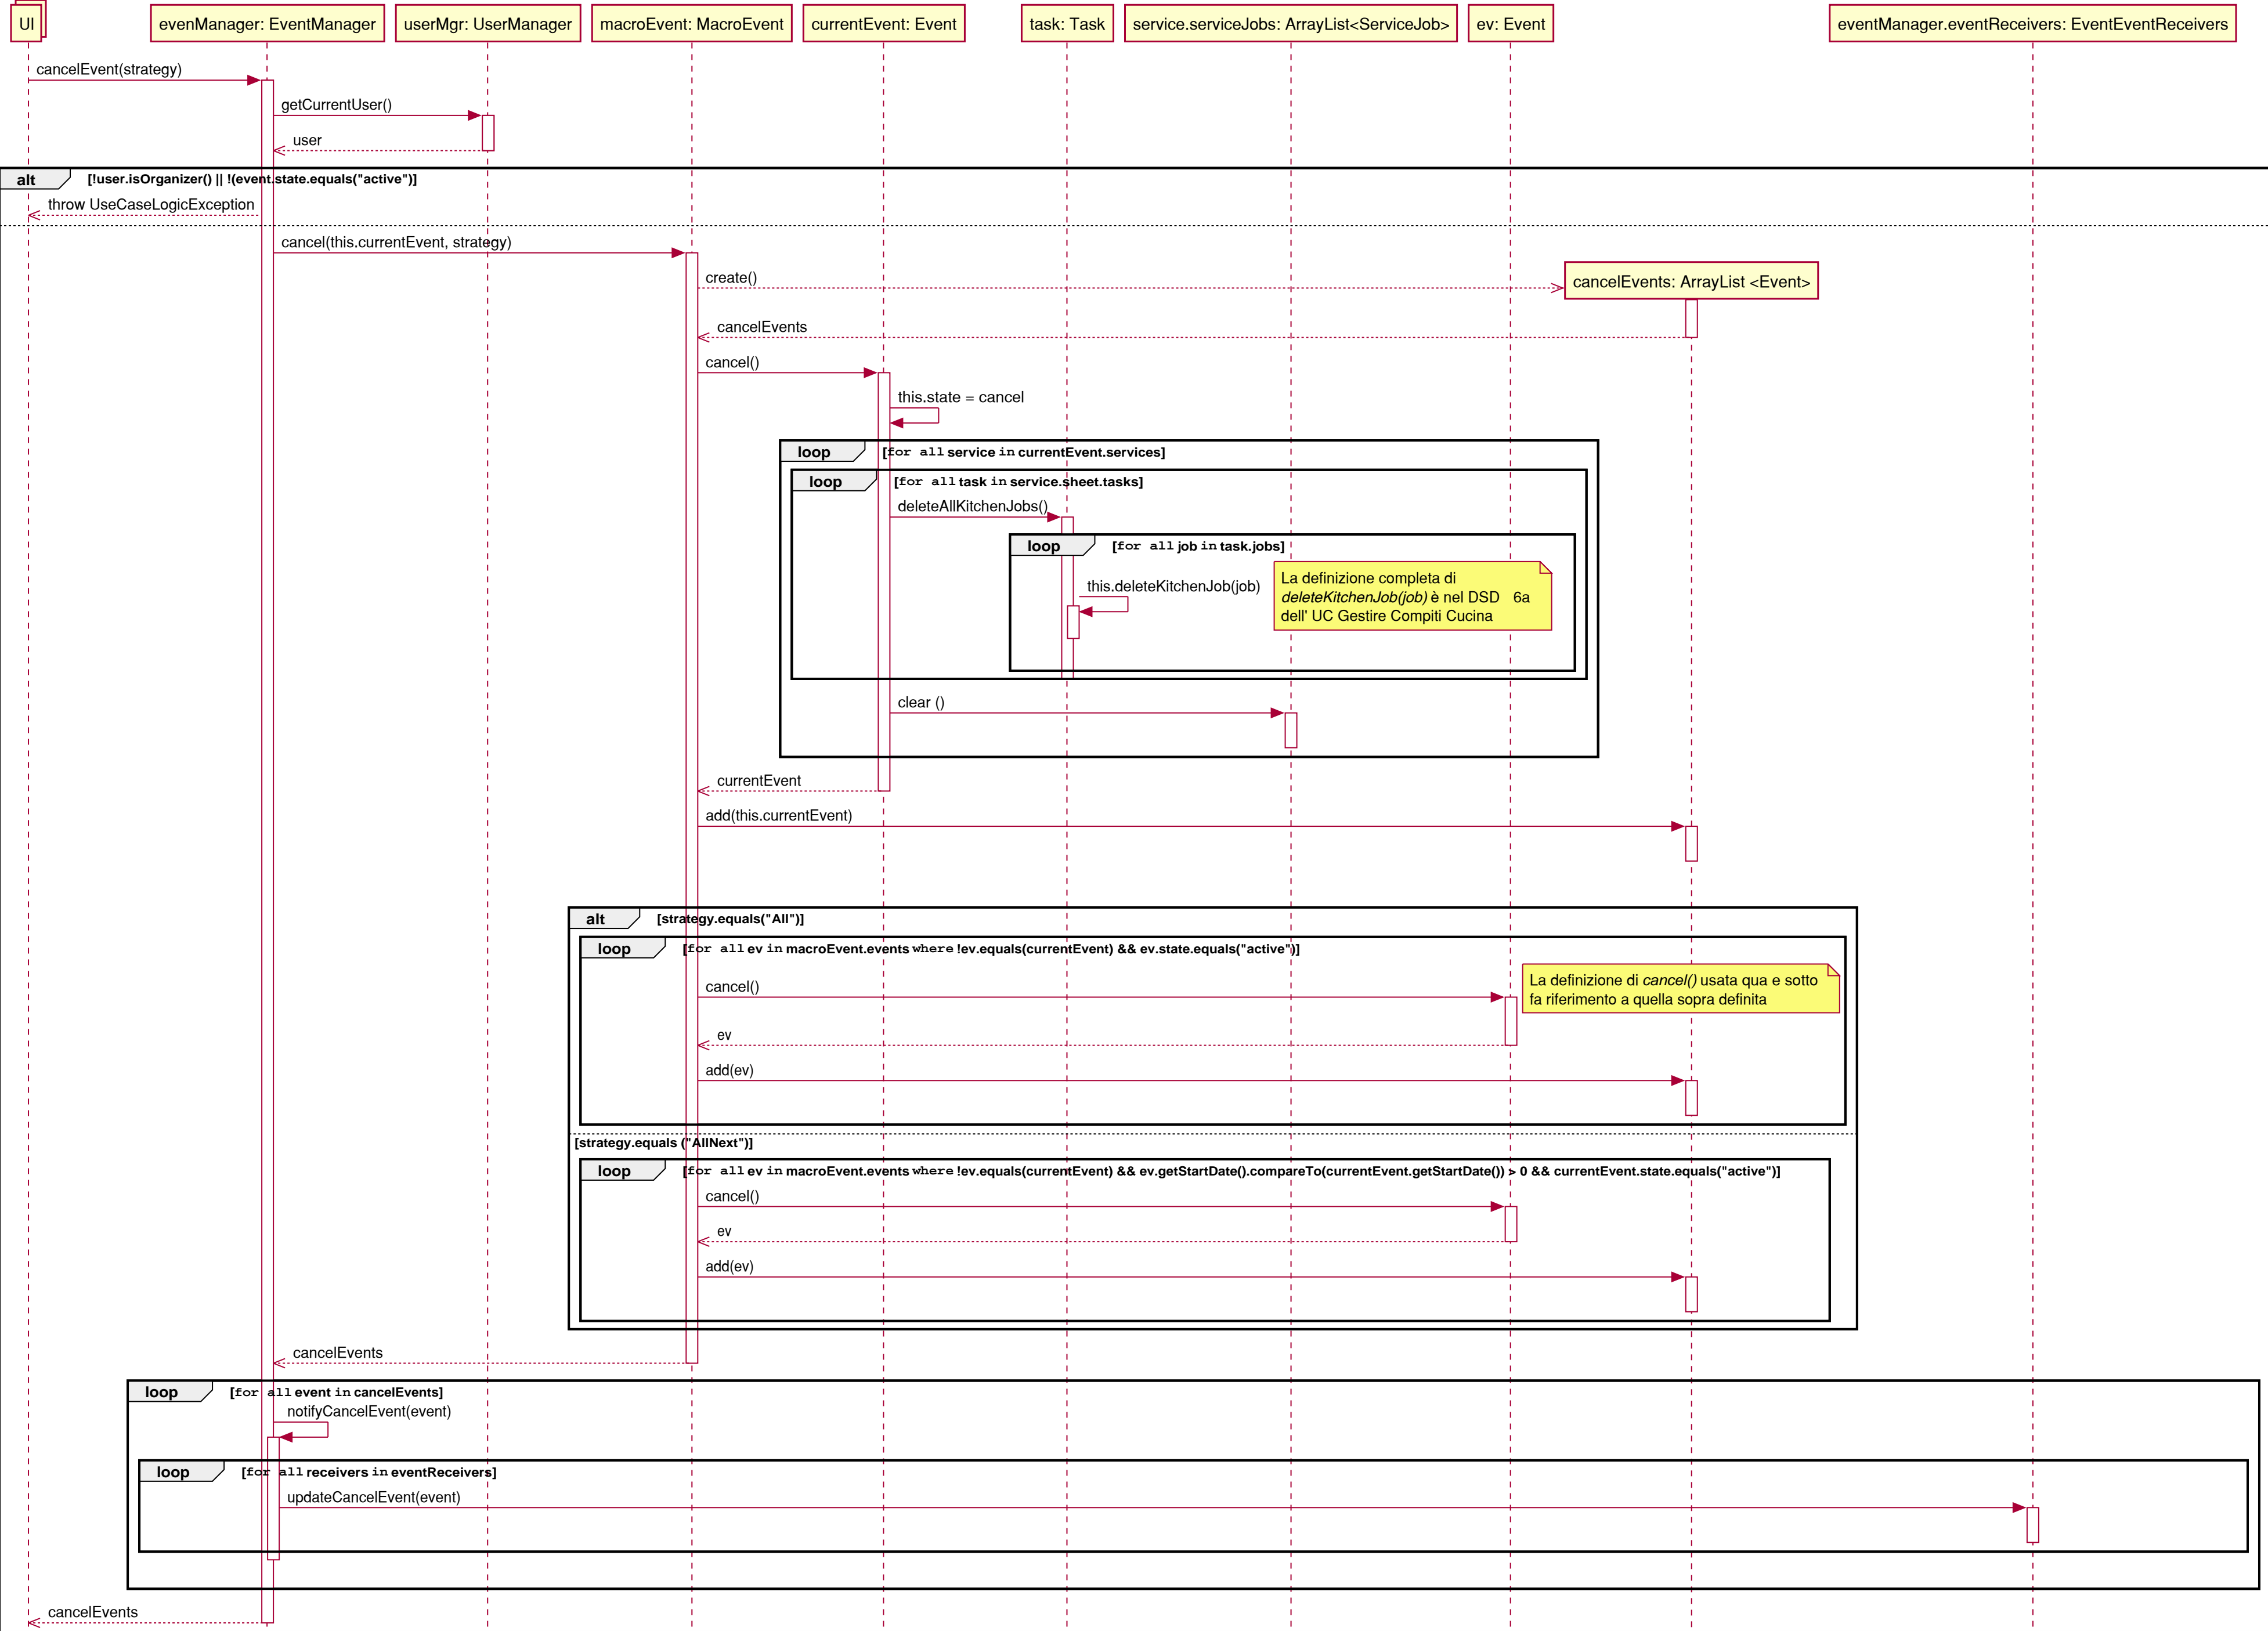 UI
evenManager: EventManager
userMgr: UserManager
macroEvent: MacroEvent
currentEvent: Event
task: Task
service.serviceJobs: ArrayList<ServiceJob>
ev: Event
eventManager.eventReceivers: EventEventReceivers
cancelEvent(strategy)
getCurrentUser()
user
alt [!user.isOrganizer() || !(event.state.equals("active")]
throw UseCaseLogicException
cancel(this.currentEvent, strategy)
create()
cancelEvents: ArrayList <Event>
cancelEvents
cancel()
this.state = cancel
loop [for all service in currentEvent.services]
loop [for all task in service.sheet.tasks]
deleteAllKitchenJobs()
loop [for all job in task.jobs]
this.deleteKitchenJob(job)
La definizione completa di
deleteKitchenJob(job) è nel DSD 6a
dell' UC Gestire Compiti Cucina
clear ()
currentEvent
add(this.currentEvent)
alt [strategy.equals("All")]
loop [for all ev in macroEvent.events where !ev.equals(currentEvent) && ev.state.equals("active")]
cancel()
La definizione di cancel() usata qua e sotto
fa riferimento a quella sopra definita
ev
add(ev)
[strategy.equals ("AllNext")]
loop [for all ev in macroEvent.events where !ev.equals(currentEvent) && ev.getStartDate().compareTo(currentEvent.getStartDate()) > 0 && currentEvent.state.equals("active")]
cancel()
ev
add(ev)
cancelEvents
loop [for all event in cancelEvents]
notifyCancelEvent(event)
loop [for all receivers in eventReceivers]
updateCancelEvent(event)
cancelEvents